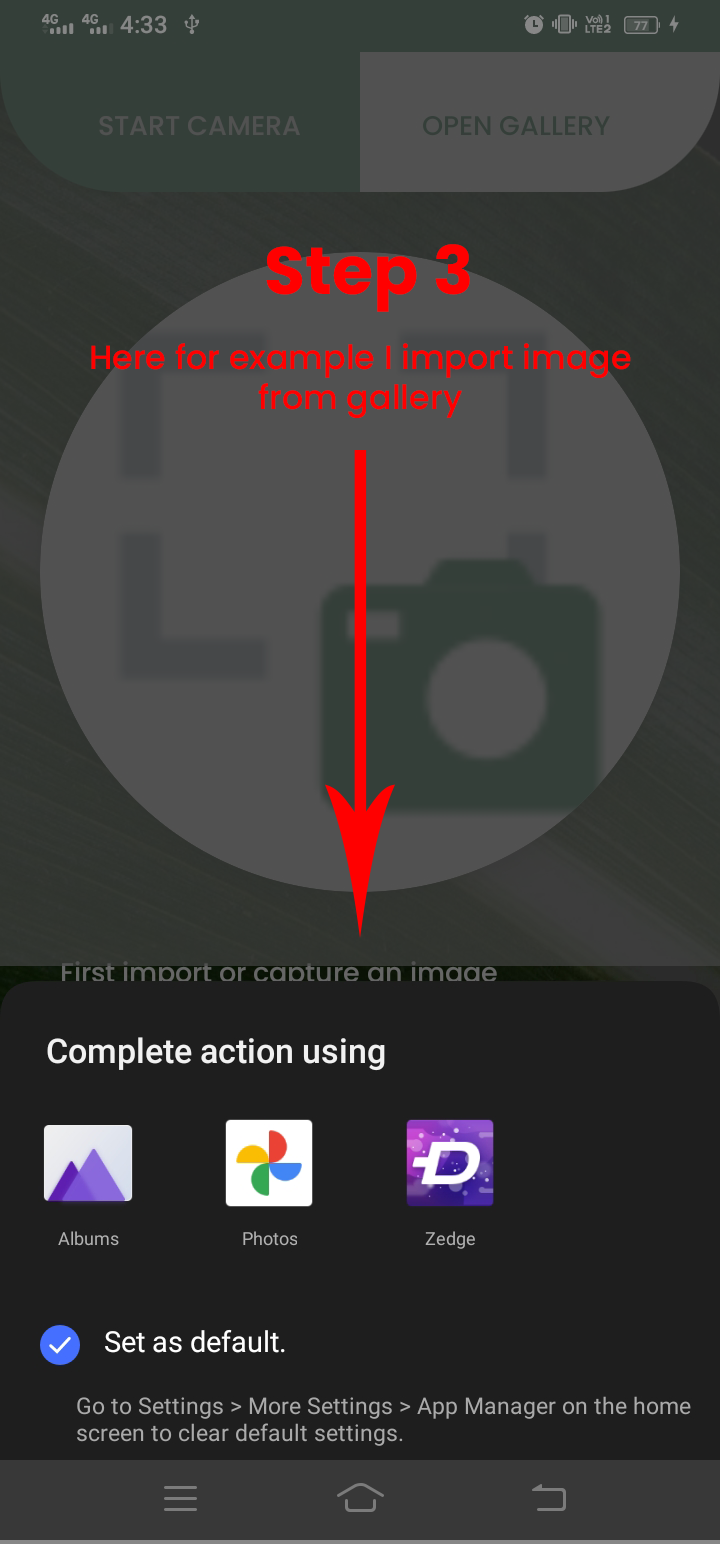 4G 4G 4:33 Vo) 1 LTE2 77
START CAMERA OPEN GALLERY
Step 3
Here for example I import image
from gallery
First import or capture an image
Complete action using
Albums Photos Zedge
Set as default.
Go to Settings > More Settings > App Manager on the home
screen to clear default settings.